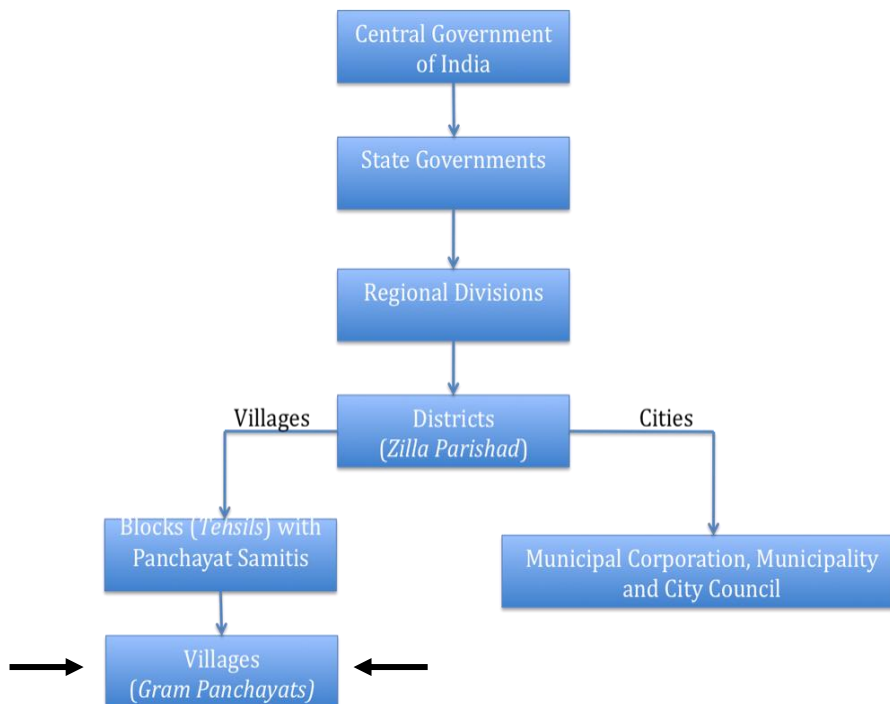 Central Government
of India
State Governments
Regional Divisions
Villages
Districts
(Zilla Parishad)
Cities
Blocks (Tehsils) with
Panchayat Samitis
Municipal Corporation, Municipality
and City Council
Villages
(Gram Panchayats)